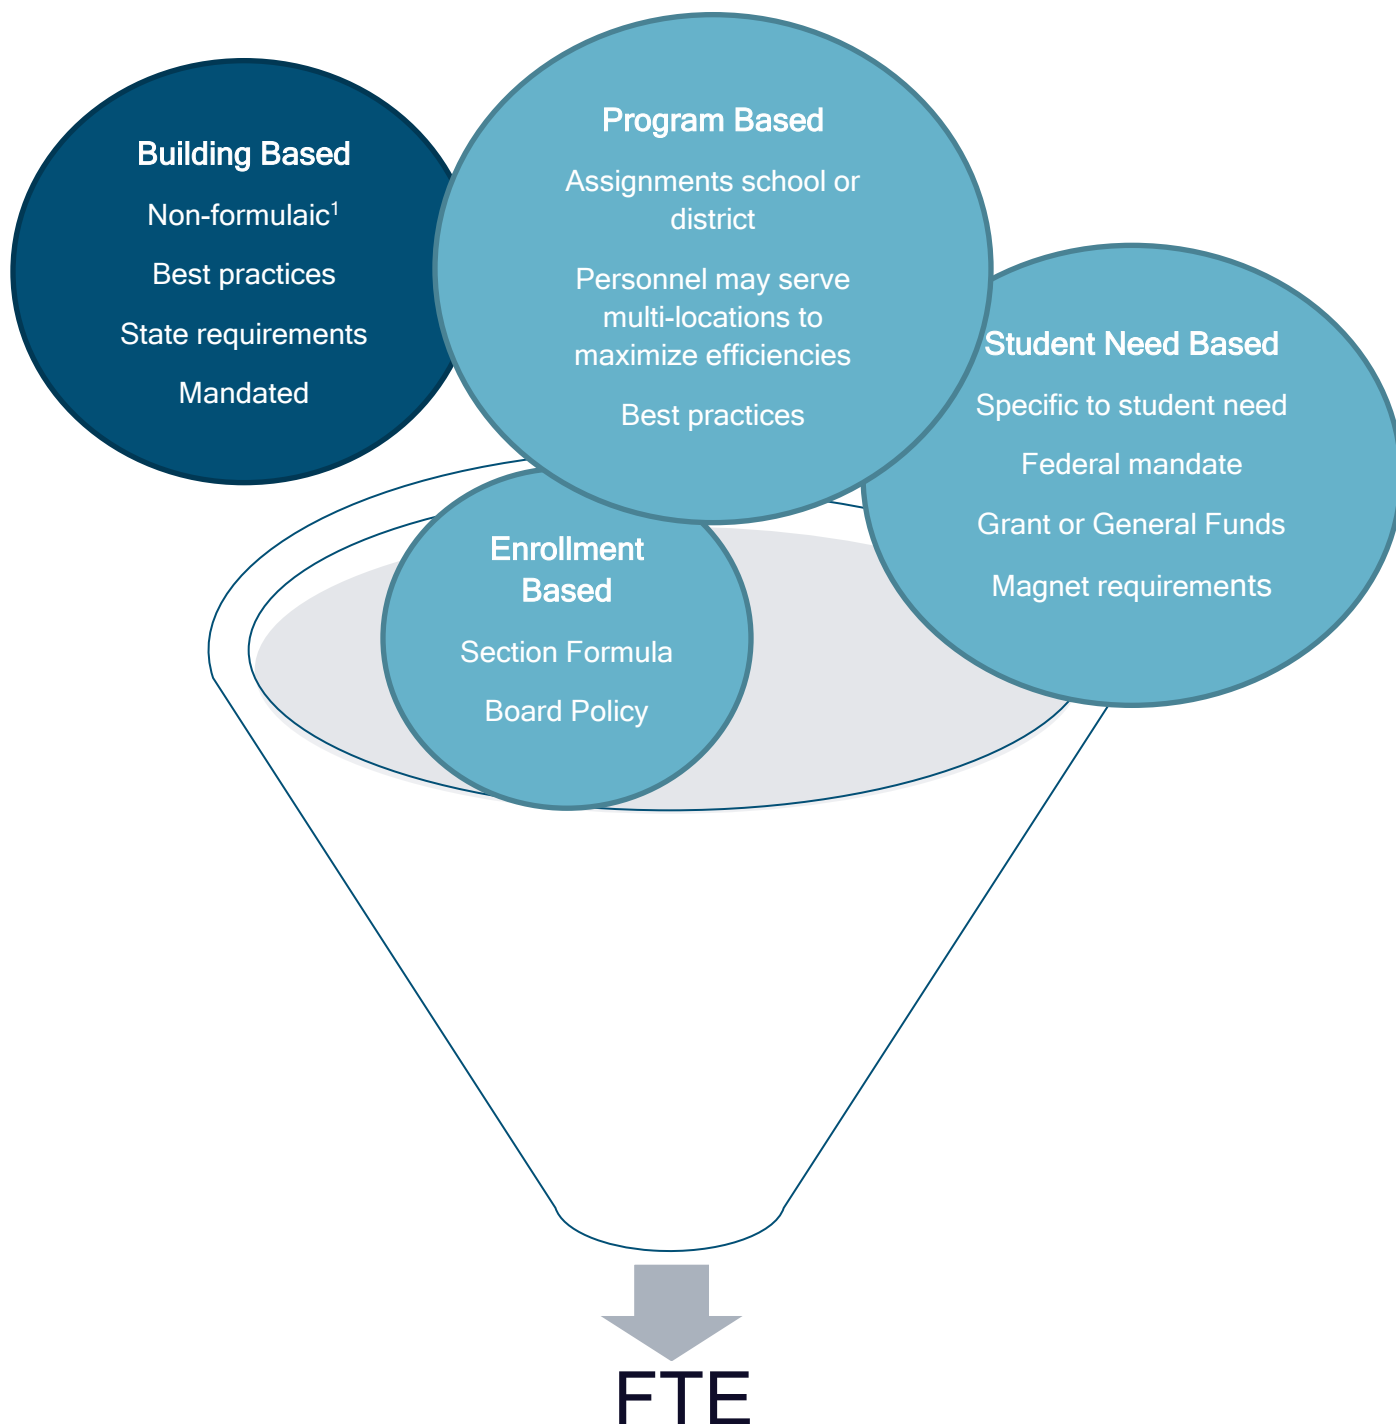 Building Based
Non-formulaic¹
Best practices
State requirements
Mandated
Program Based
Assignments school or
district
Personnel may serve
multi-locations to
maximize efficiencies
Best practices
Student Need Based
Specific to student need
Federal mandate
Grant or General Funds
Magnet requirements
Enrollment
Based
Section Formula
Board Policy
FTE